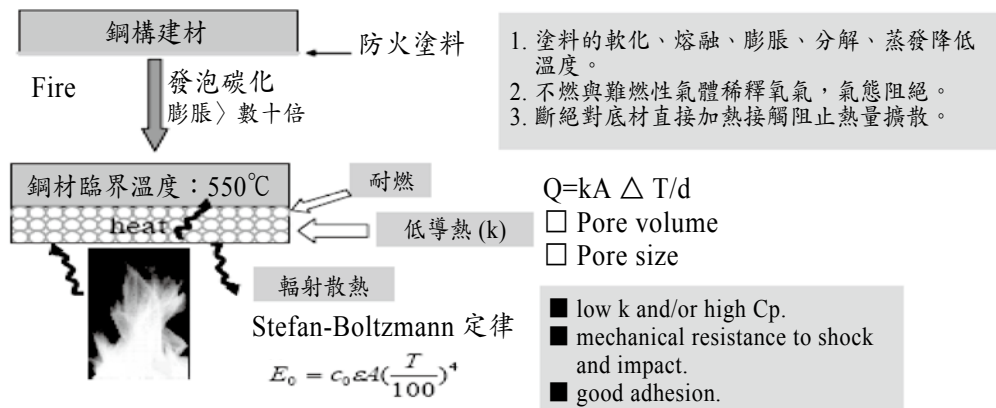 鋼構建材
防火塗料
Fire
發泡碳化
膨脹〉數十倍
1. 塗料的軟化、熔融、膨脹、分解、蒸發降低
溫度。
2. 不燃與難燃性氣體稀釋氧氣，氣態阻絕。
3. 斷絕對底材直接加熱接觸阻止熱量擴散。
鋼材臨界溫度：550℃
heat
耐燃
低導熱 (k)
輻射散熱
Stefan-Boltzmann 定律
E₀ = c₀εA(T/100)⁴
Q=kA △ T/d
□ Pore volume
□ Pore size
■ low k and/or high Cp.
■ mechanical resistance to shock
and impact.
■ good adhesion.